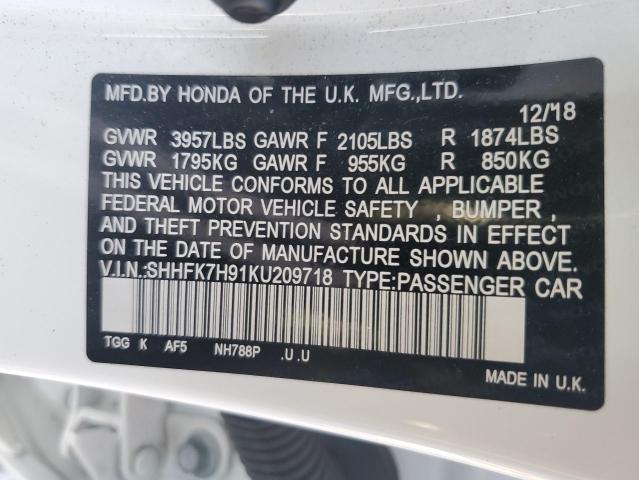 MFD.BY HONDA OF THE U.K. MFG.,LTD.
12/18
GVWR 3957LBS GAWR F 2105LBS R 1874LBS
GVWR 1795KG GAWR F 955KG R 850KG
THIS VEHICLE CONFORMS TO ALL APPLICABLE
FEDERAL MOTOR VEHICLE SAFETY , BUMPER ,
AND THEFT PREVENTION STANDARDS IN EFFECT
ON THE DATE OF MANUFACTURE SHOWN ABOVE.
V.I.N.:SHHFK7H91KU209718 TYPE:PASSENGER CAR
TGG K AF5 NH788P .U.U
MADE IN U.K.